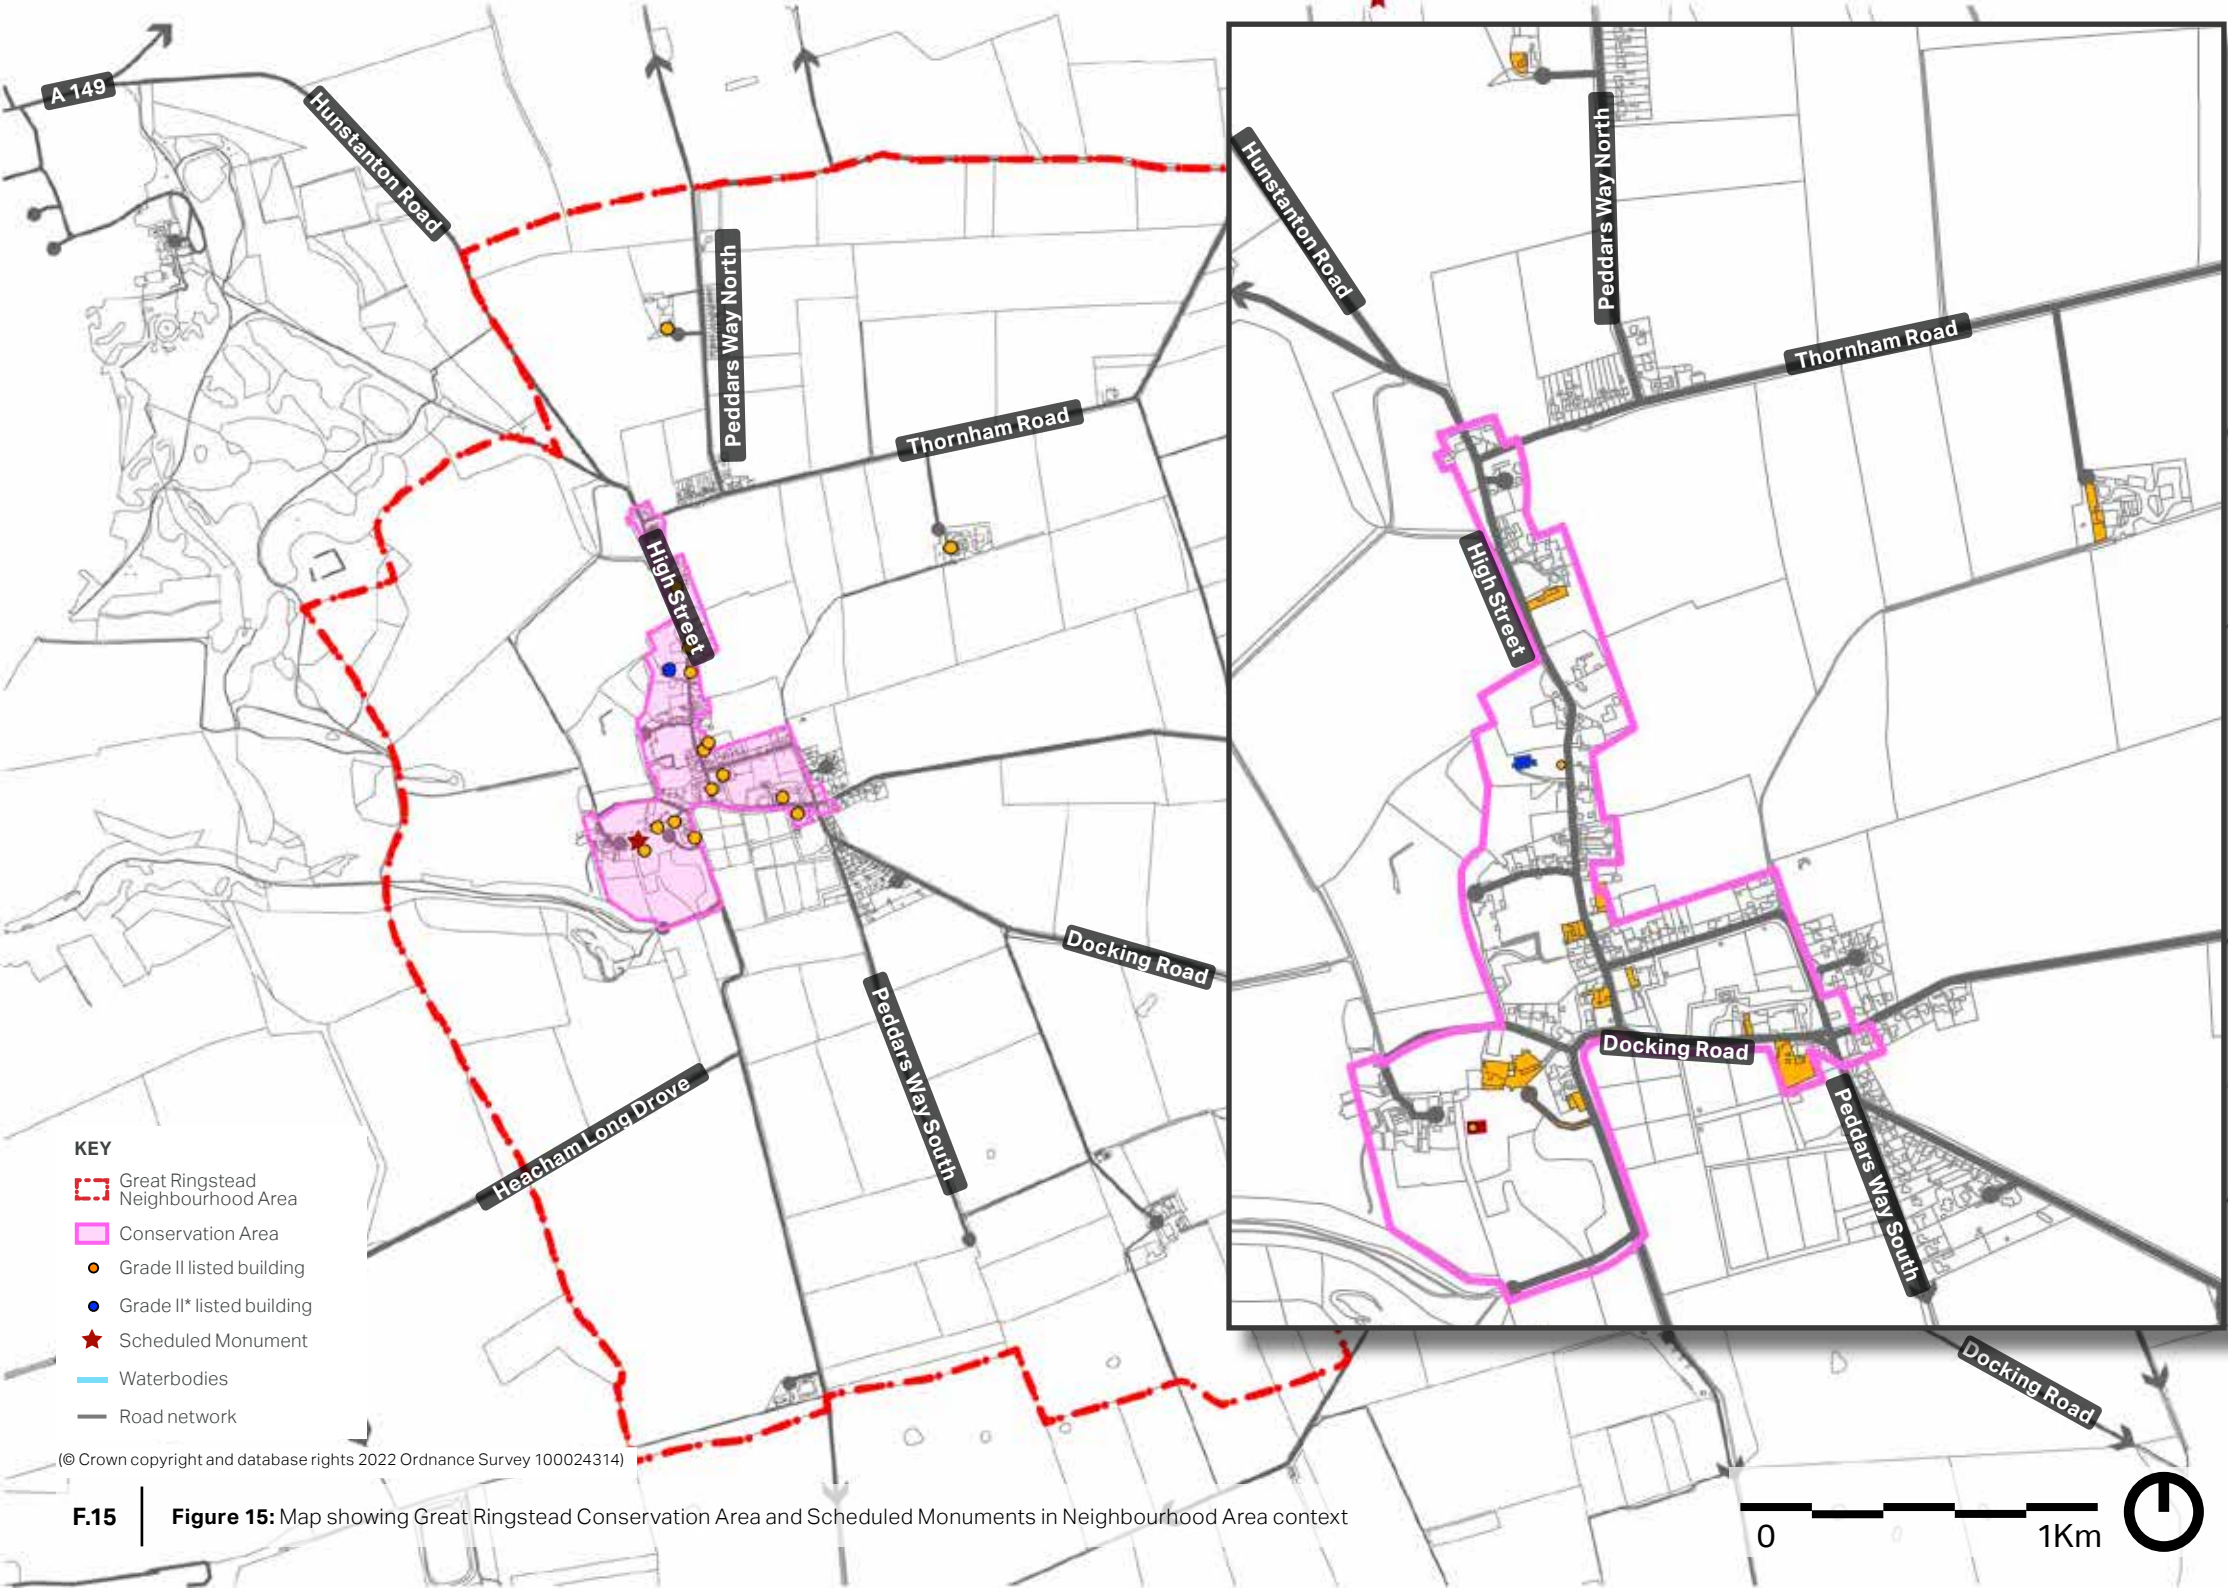 A 149
Hunstanton Road
Peddars Way North
Thornham Road
High Street
Docking Road
Peddars Way South
Heacham Long Drove
Hunstanton Road
Peddars Way North
Thornham Road
High Street
Docking Road
Peddars Way South
Docking Road
KEY
Great Ringstead
Neighbourhood Area
Conservation Area
Grade II listed building
Grade II* listed building
Scheduled Monument
Waterbodies
Road network
(© Crown copyright and database rights 2022 Ordnance Survey 100024314)
F.15
Figure 15: Map showing Great Ringstead Conservation Area and Scheduled Monuments in Neighbourhood Area context
0 1Km